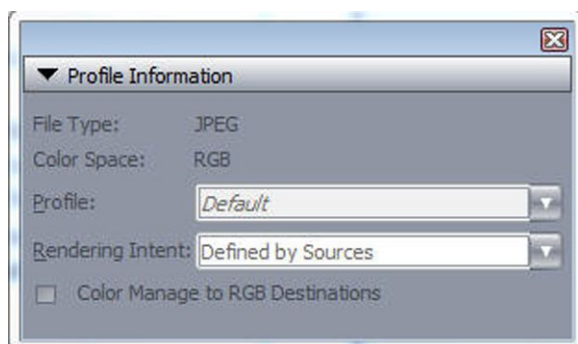 Profile Information
File Type: JPEG
Color Space: RGB
Profile: Default
Rendering Intent: Defined by Sources
Color Manage to RGB Destinations